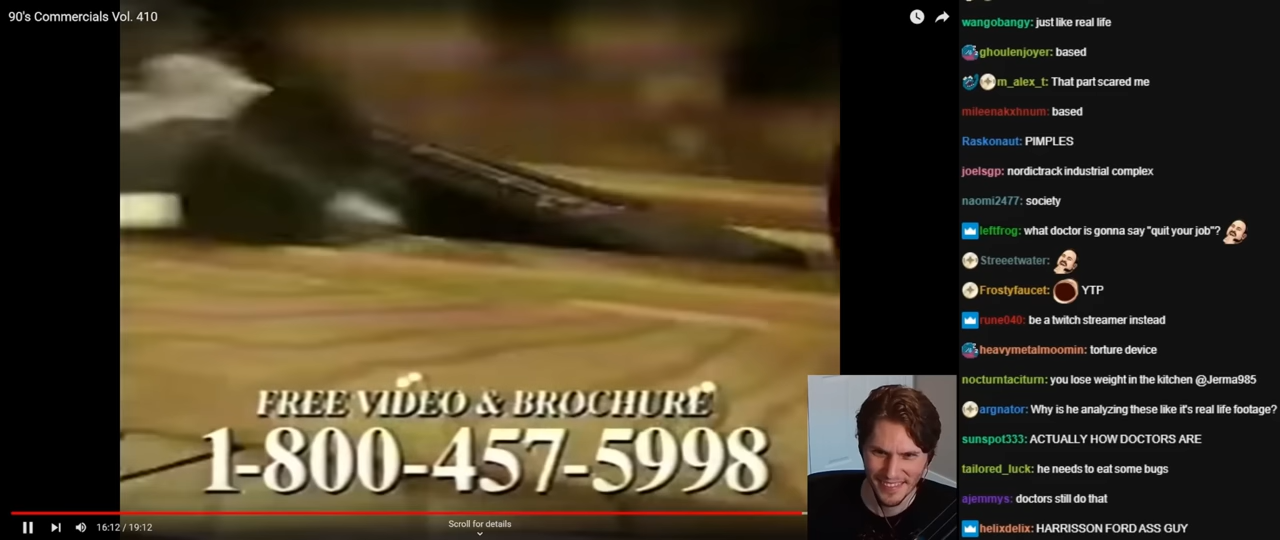 90's Commercials Vol. 410
FREE VIDEO & BROCHURE
1-800-457-5998
16:12 / 19:12
Scroll for details
wangobangy: just like real life
ghoulenjoyer: based
m_alex_t: That part scared me
mileenakxhnum: based
Raskonaut: PIMPLES
joelsgp: nordictrack industrial complex
naomi2477: society
leftfrog: what doctor is gonna say "quit your job"?
Streeetwater:
Frostyfaucet: YTP
rune040: be a twitch streamer instead
heavymetalmoomin: torture device
nocturntaciturn: you lose weight in the kitchen @Jerma985
argnator: Why is he analyzing these like it's real life footage?
sunspot333: ACTUALLY HOW DOCTORS ARE
tailored_luck: he needs to eat some bugs
ajemmys: doctors still do that
helixdelix: HARRISSON FORD ASS GUY